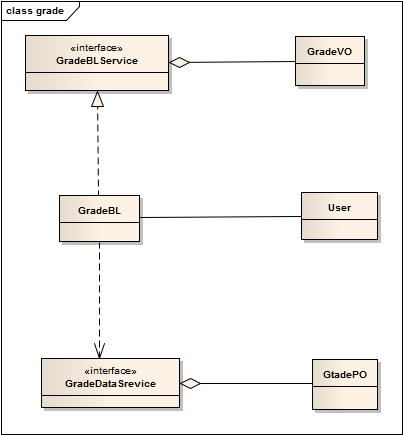 class grade
«interface»
GradeBLService
GradeVO
GradeBL
User
«interface»
GradeDataSrevice
GtadePO